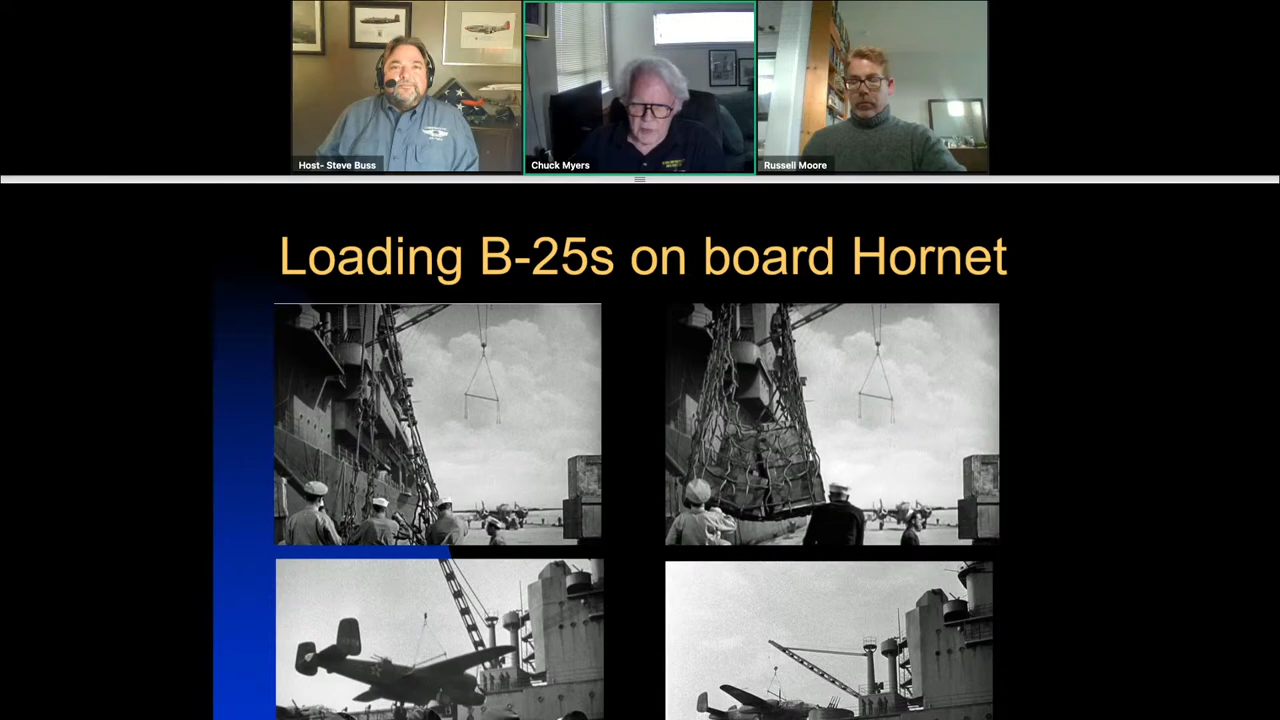 Host- Steve Buss
Chuck Myers
Russell Moore
Loading B-25s on board Hornet